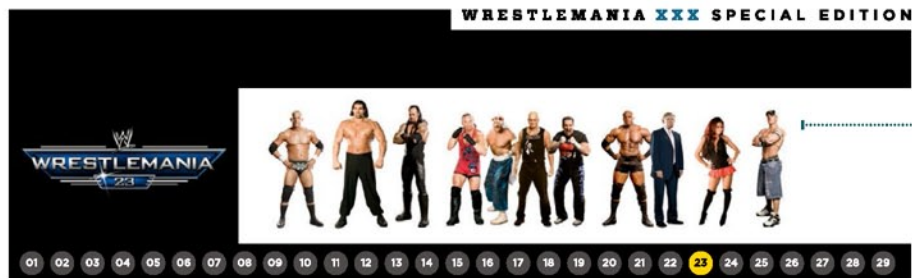 WRESTLEMANIA XXX SPECIAL EDITION
W
WRESTLEMANIA
23
01 02 03 04 05 06 07 08 09 10 11 12 13 14 15 16 17 18 19 20 21 22 23 24 25 26 27 28 29